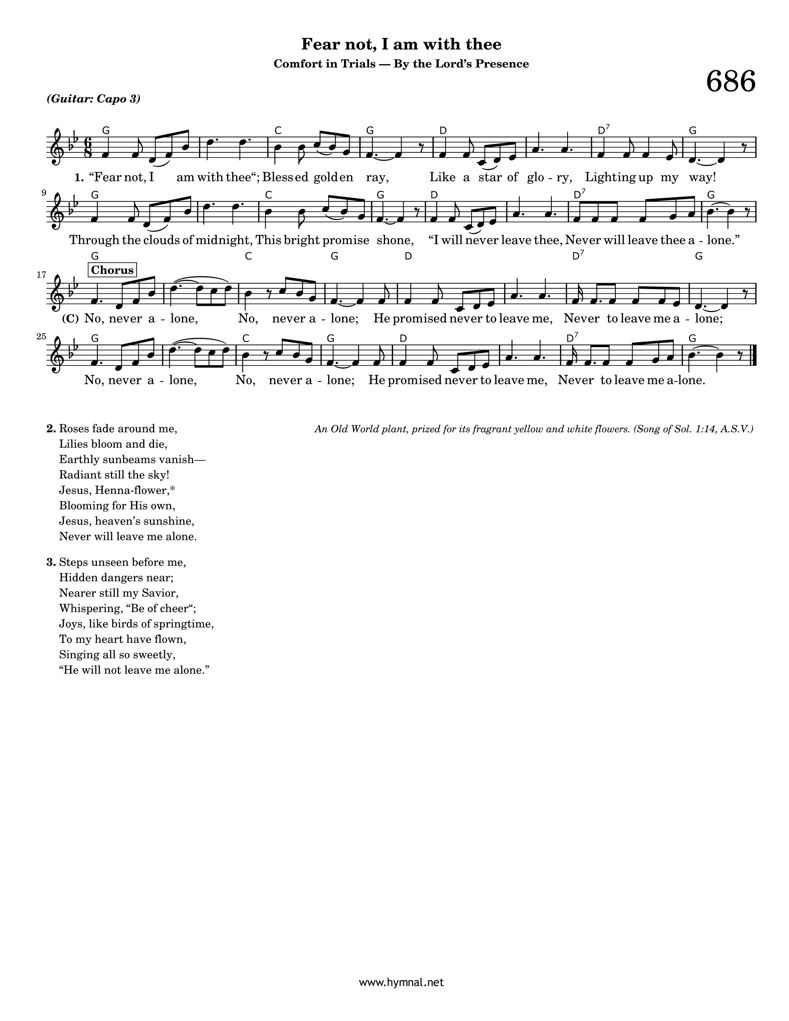 Fear not, I am with thee
Comfort in Trials — By the Lord's Presence
686
(Guitar: Capo 3)
G C G D D7 G
1. “Fear not, I am with thee“; Blessed golden ray, Like a star of glo - ry, Lighting up my way!
9
G C G D D7 G
Through the clouds of midnight, This bright promise shone, “I will never leave thee, Never will leave thee a - lone.”
G C G D D7 G
17 Chorus
(C) No, never a - lone, No, never a - lone; He promised never to leave me, Never to leave me a - lone;
25
G C G D D7 G
No, never a - lone, No, never a - lone; He promised never to leave me, Never to leave me a-lone.
2. Roses fade around me,
Lilies bloom and die,
Earthly sunbeams vanish—
Radiant still the sky!
Jesus, Henna-flower,*
Blooming for His own,
Jesus, heaven's sunshine,
Never will leave me alone.
An Old World plant, prized for its fragrant yellow and white flowers. (Song of Sol. 1:14, A.S.V.)
3. Steps unseen before me,
Hidden dangers near;
Nearer still my Savior,
Whispering, “Be of cheer“;
Joys, like birds of springtime,
To my heart have flown,
Singing all so sweetly,
“He will not leave me alone.”
www.hymnal.net